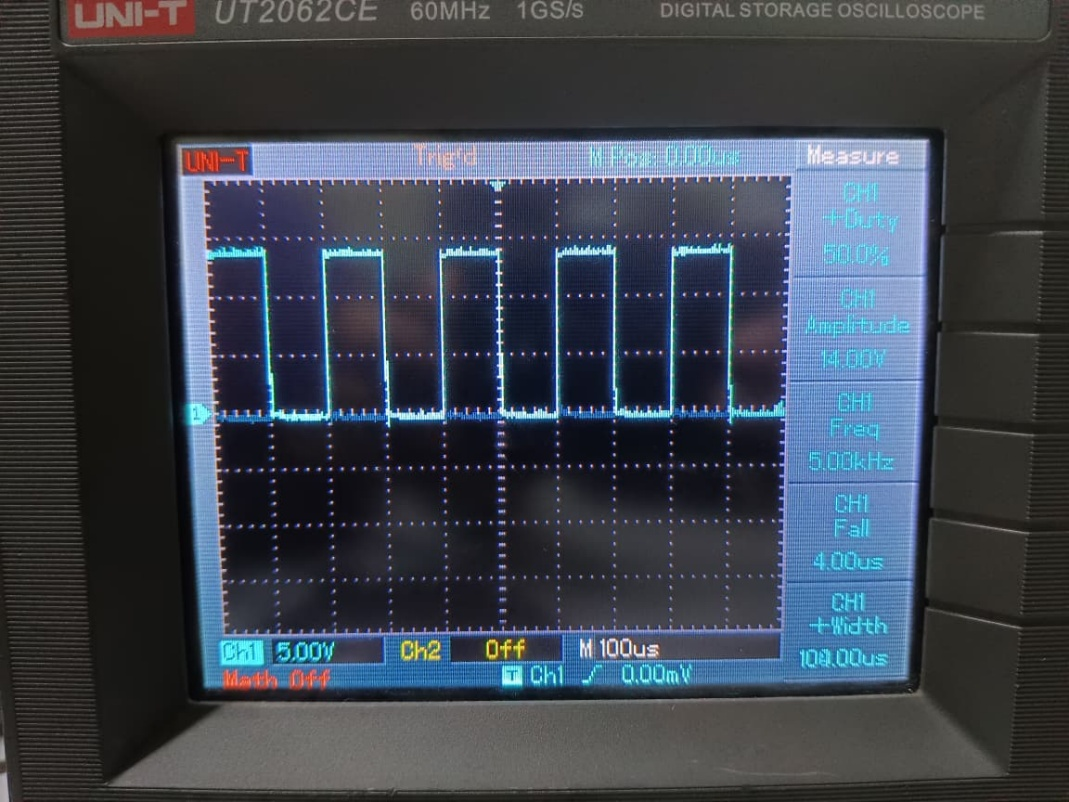 UNI-T UT2062CE 60MHz 1GS/s DIGITAL STORAGE OSCILLOSCOPE
UNI-T Trig'd M Pos: 0.00us Measure
CH1
+Duty
50.0%
CH1
Amplitude
14.00V
CH1
Freq
5.00kHz
CH1
Fall
4.00us
CH1
+Width
100.00us
1
Ch1 5.00V Ch2 Off M 100us
Math Off T Ch1 0.00mV